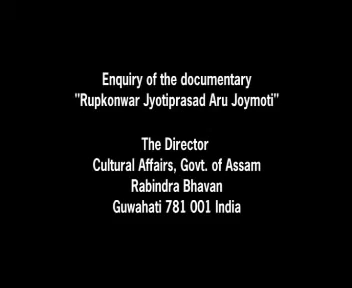 Enquiry of the documentary
"Rupkonwar Jyotiprasad Aru Joymoti"
The Director
Cultural Affairs, Govt. of Assam
Rabindra Bhavan
Guwahati 781 001 India